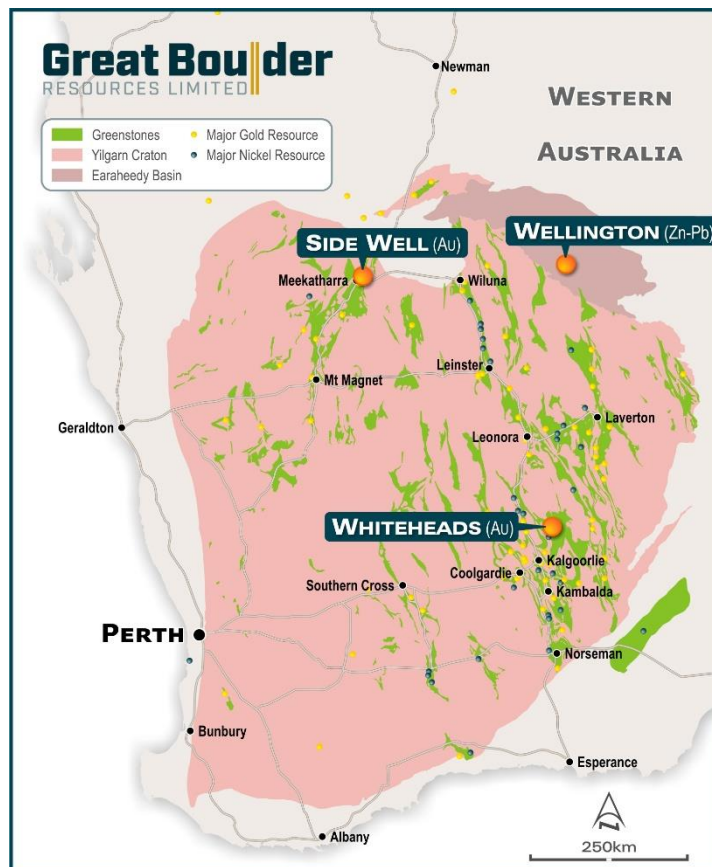 Great Boulder
RESOURCES LIMITED
Greenstones
Yilgarn Craton
Earaheedy Basin
Major Gold Resource
Major Nickel Resource
Newman
WESTERN
AUSTRALIA
SIDE WELL (Au)
WELLINGTON (Zn-Pb)
Meekatharra
Wiluna
Leinster
Mt Magnet
Geraldton
Laverton
Leonora
WHITEHEADS (Au)
Kalgoorlie
Coolgardie
Southern Cross
Kambalda
PERTH
Norseman
Bunbury
Esperance
Albany
250km